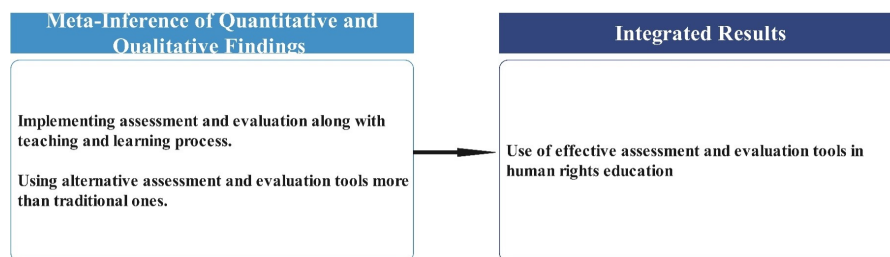 Meta-Inference of Quantitative and
Qualitative Findings
Integrated Results
Implementing assessment and evaluation along with
teaching and learning process.
Using alternative assessment and evaluation tools more
than traditional ones.
Use of effective assessment and evaluation tools in
human rights education